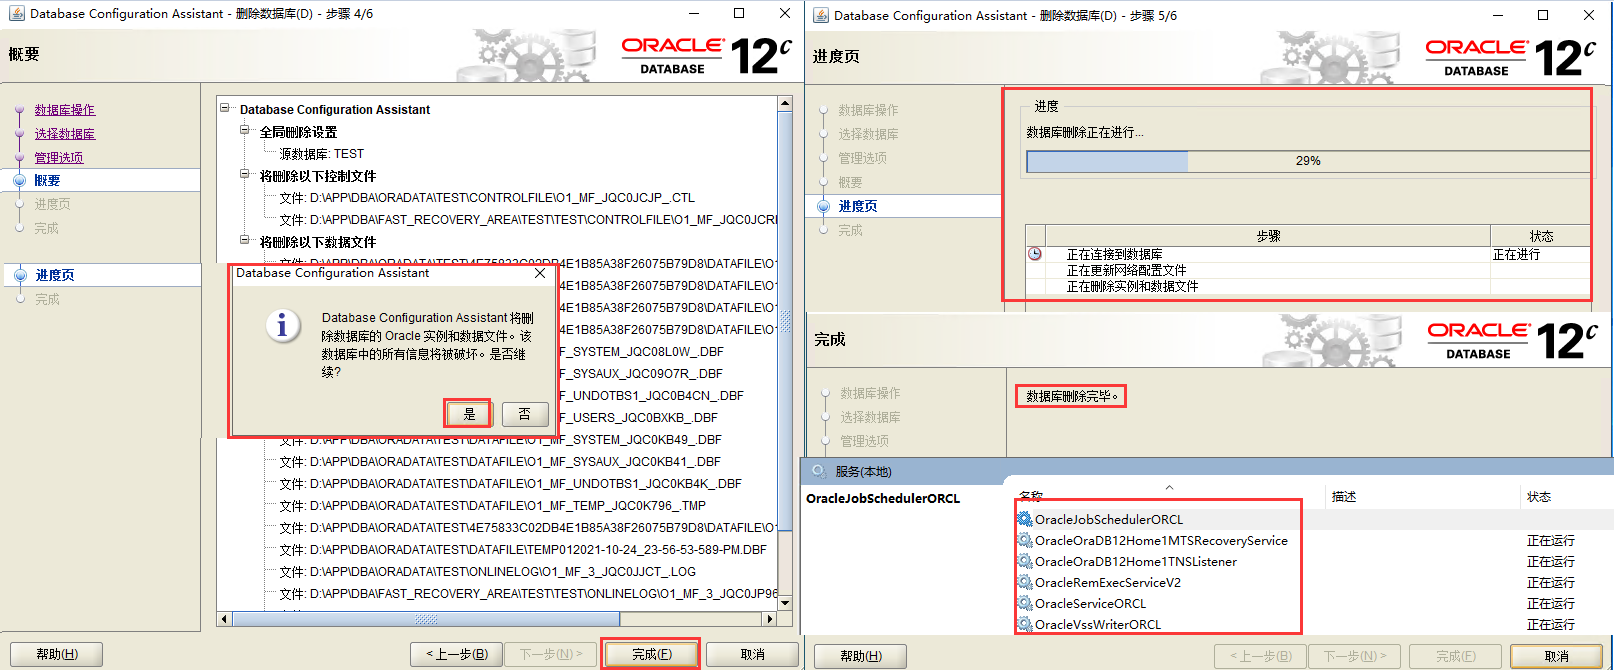 Database Configuration Assistant - 删除数据库(D) - 步骤 4/6
概要
ORACLE
DATABASE
12c
数据库操作
选择数据库
管理选项
概要
进度页
完成
进度页
完成
Database Configuration Assistant
全局删除设置
源数据库: TEST
将删除以下控制文件
文件: D:\APP\DBA\ORADATA\TEST\CONTROLFILE\O1_MF_JQC0JCJP_.CTL
文件: D:\APP\DBA\FAST_RECOVERY_AREA\TEST\TEST\CONTROLFILE\O1_MF_JQC0JCRI
将删除以下数据文件
文件: D:\APP\DBA\ORADATA\TEST\4E75833C02DB4E1B85A38F26075B79D8\DATAFILE\O1
4E1B85A38F26075B79D8\DATAFILE\O1
4E1B85A38F26075B79D8\DATAFILE\O1
4E1B85A38F26075B79D8\DATAFILE\O1
F_SYSTEM_JQC08L0W_.DBF
F_SYSAUX_JQC09O7R_.DBF
F_UNDOTBS1_JQC0B4CN_.DBF
F_USERS_JQC0BXKB_.DBF
文件: D:\APP\DBA\ORADATA\TEST\DATAFILE\O1_MF_SYSTEM_JQC0KB49_.DBF
文件: D:\APP\DBA\ORADATA\TEST\DATAFILE\O1_MF_SYSAUX_JQC0KB41_.DBF
文件: D:\APP\DBA\ORADATA\TEST\DATAFILE\O1_MF_UNDOTBS1_JQC0KB4K_.DBF
文件: D:\APP\DBA\ORADATA\TEST\DATAFILE\O1_MF_TEMP_JQC0K796_.TMP
文件: D:\APP\DBA\ORADATA\TEST\4E75833C02DB4E1B85A38F26075B79D8\DATAFILE\O1
文件: D:\APP\DBA\ORADATA\TEST\DATAFILE\TEMP012021-10-24_23-56-53-589-PM.DBF
文件: D:\APP\DBA\ORADATA\TEST\ONLINELOG\O1_MF_3_JQC0JJCT_.LOG
文件: D:\APP\DBA\FAST_RECOVERY_AREA\TEST\TEST\ONLINELOG\O1_MF_3_JQC0JP96
Database Configuration Assistant
Database Configuration Assistant 将删
除数据库的 Oracle 实例和数据文件。该
数据库中的所有信息将被破坏。是否继
续?
是
否
帮助(H)
< 上一步(B)
下一步(N) >
完成(F)
取消
Database Configuration Assistant - 删除数据库(D) - 步骤 5/6
进度页
ORACLE
DATABASE
12c
数据库操作
选择数据库
管理选项
概要
进度页
完成
进度
数据库删除正在进行...
29%
步骤 状态
正在连接到数据库 正在进行
正在更新网络配置文件
正在删除实例和数据文件
完成
ORACLE
DATABASE
12c
数据库操作
选择数据库
管理选项
数据库删除完毕。
服务(本地)
OracleJobSchedulerORCL
名称 描述 状态
OracleJobSchedulerORCL
OracleOraDB12Home1MTSRecoveryService 正在运行
OracleOraDB12Home1TNSListener 正在运行
OracleRemExecServiceV2 正在运行
OracleServiceORCL 正在运行
OracleVssWriterORCL 正在运行
帮助(H)
< 上一步(B)
下一步(N) >
完成(F)
取消